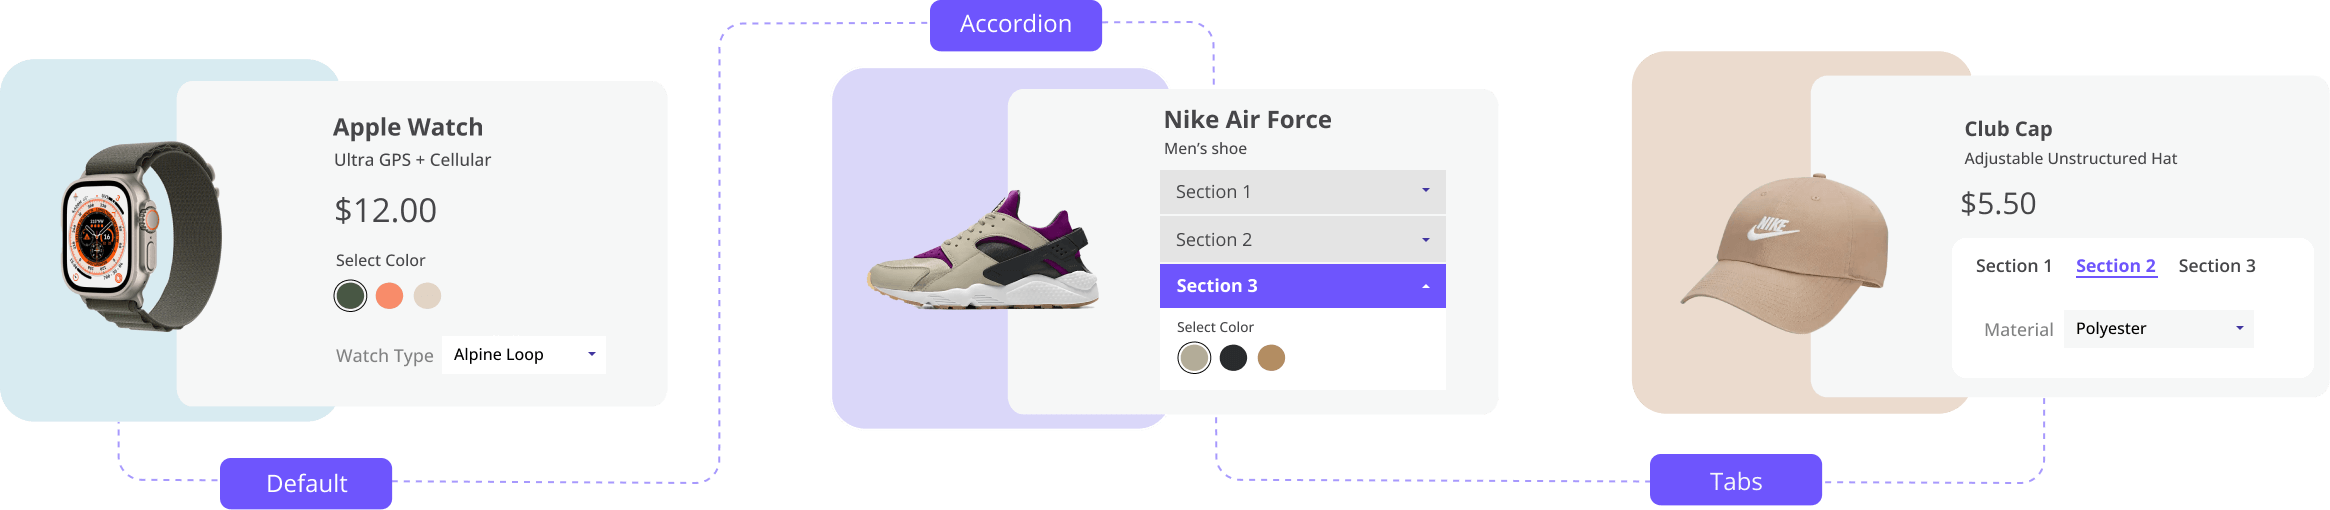 Accordion
Apple Watch
Ultra GPS + Cellular
$12.00
Select Color
Watch Type
Alpine Loop
Default
Nike Air Force
Men’s shoe
Section 1
Section 2
Section 3
Select Color
Club Cap
Adjustable Unstructured Hat
$5.50
Section 1 Section 2 Section 3
Material
Polyester
NIKE
Tabs